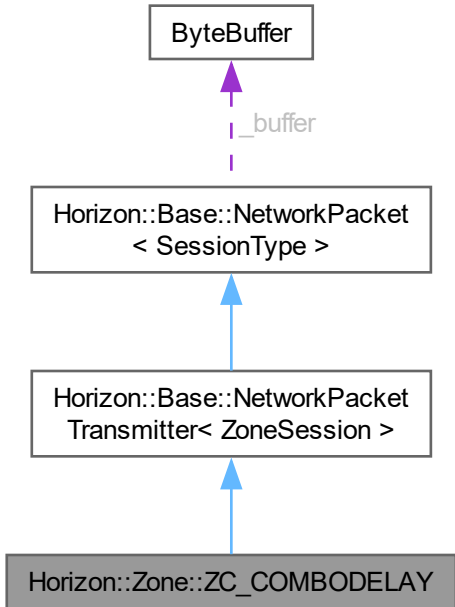 ByteBuffer
_buffer
Horizon::Base::NetworkPacket
< SessionType >
Horizon::Base::NetworkPacket
Transmitter< ZoneSession >
Horizon::Zone::ZC_COMBODELAY